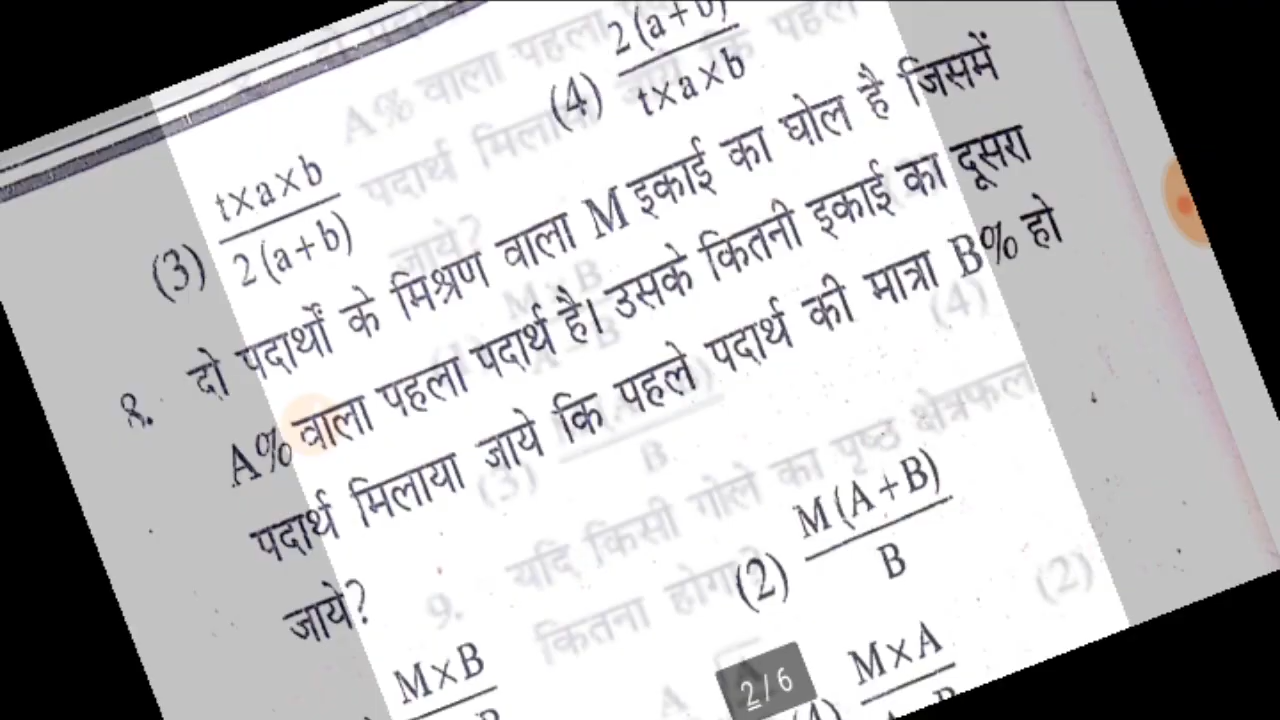 (4) 2(a+b) / t×a×b
(3) t×a×b / 2(a+b)
8. दो पदार्थों के मिश्रण वाला M इकाई का घोल है जिसमें
A% वाला पहला पदार्थ है। उसके कितनी इकाई का दूसरा
पदार्थ मिलाया जाये कि पहले पदार्थ की मात्रा B% हो
जाये?
(2) M(A+B) / B
M×B
M×A
2/6